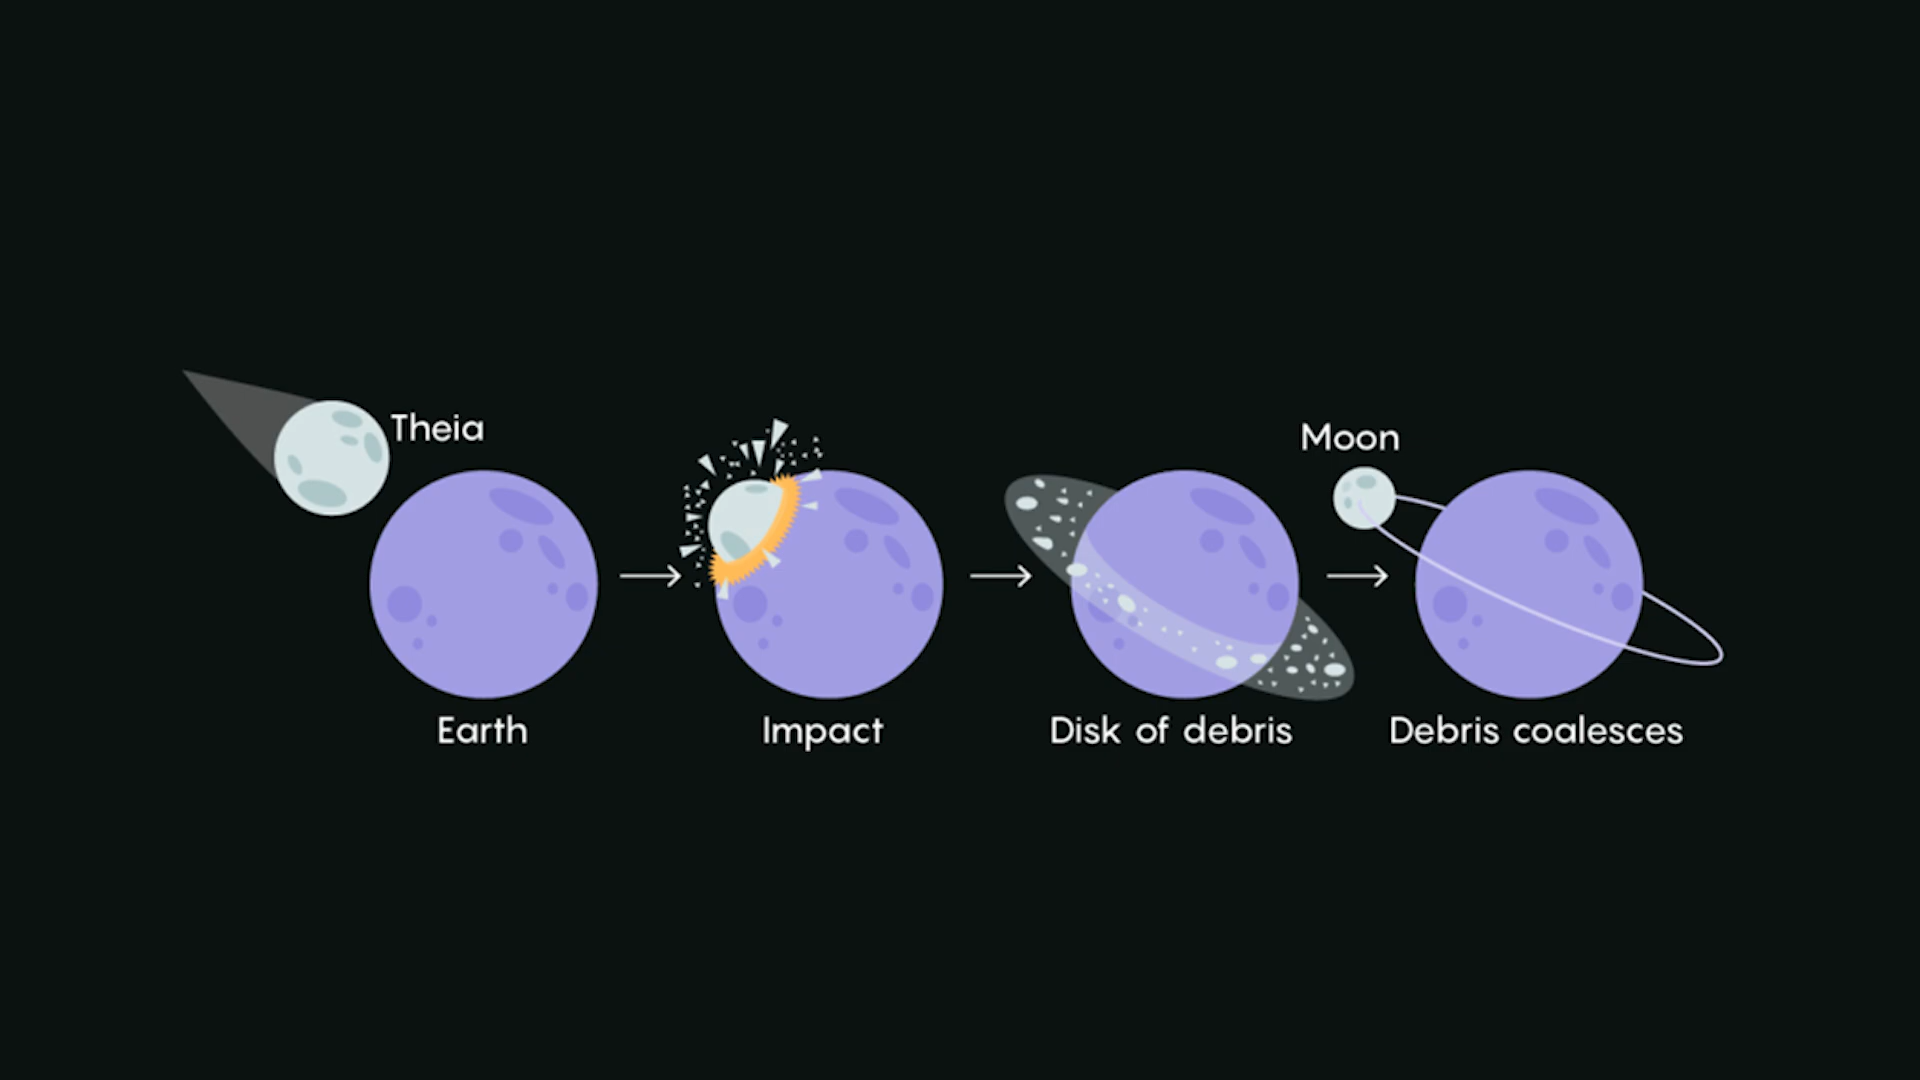 Theia
Moon
Earth
Impact
Disk of debris
Debris coalesces